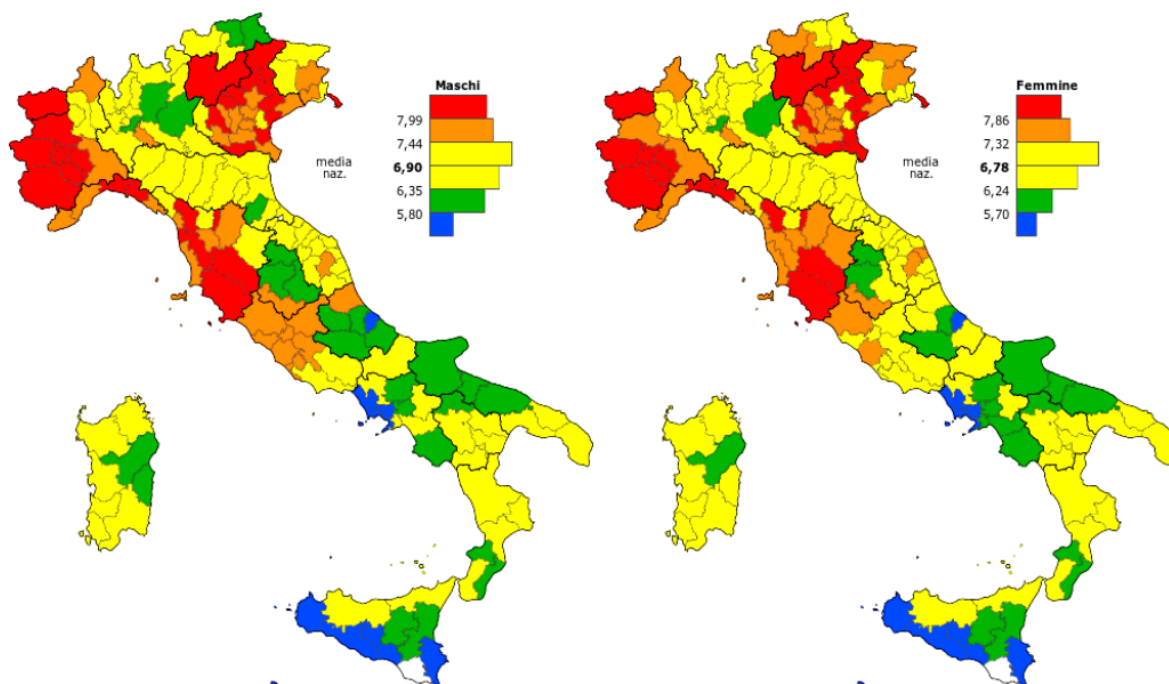 Maschi
7,99
7,44
media
naz.
6,90
6,35
5,80
Femmine
7,86
7,32
media
naz.
6,78
6,24
5,70